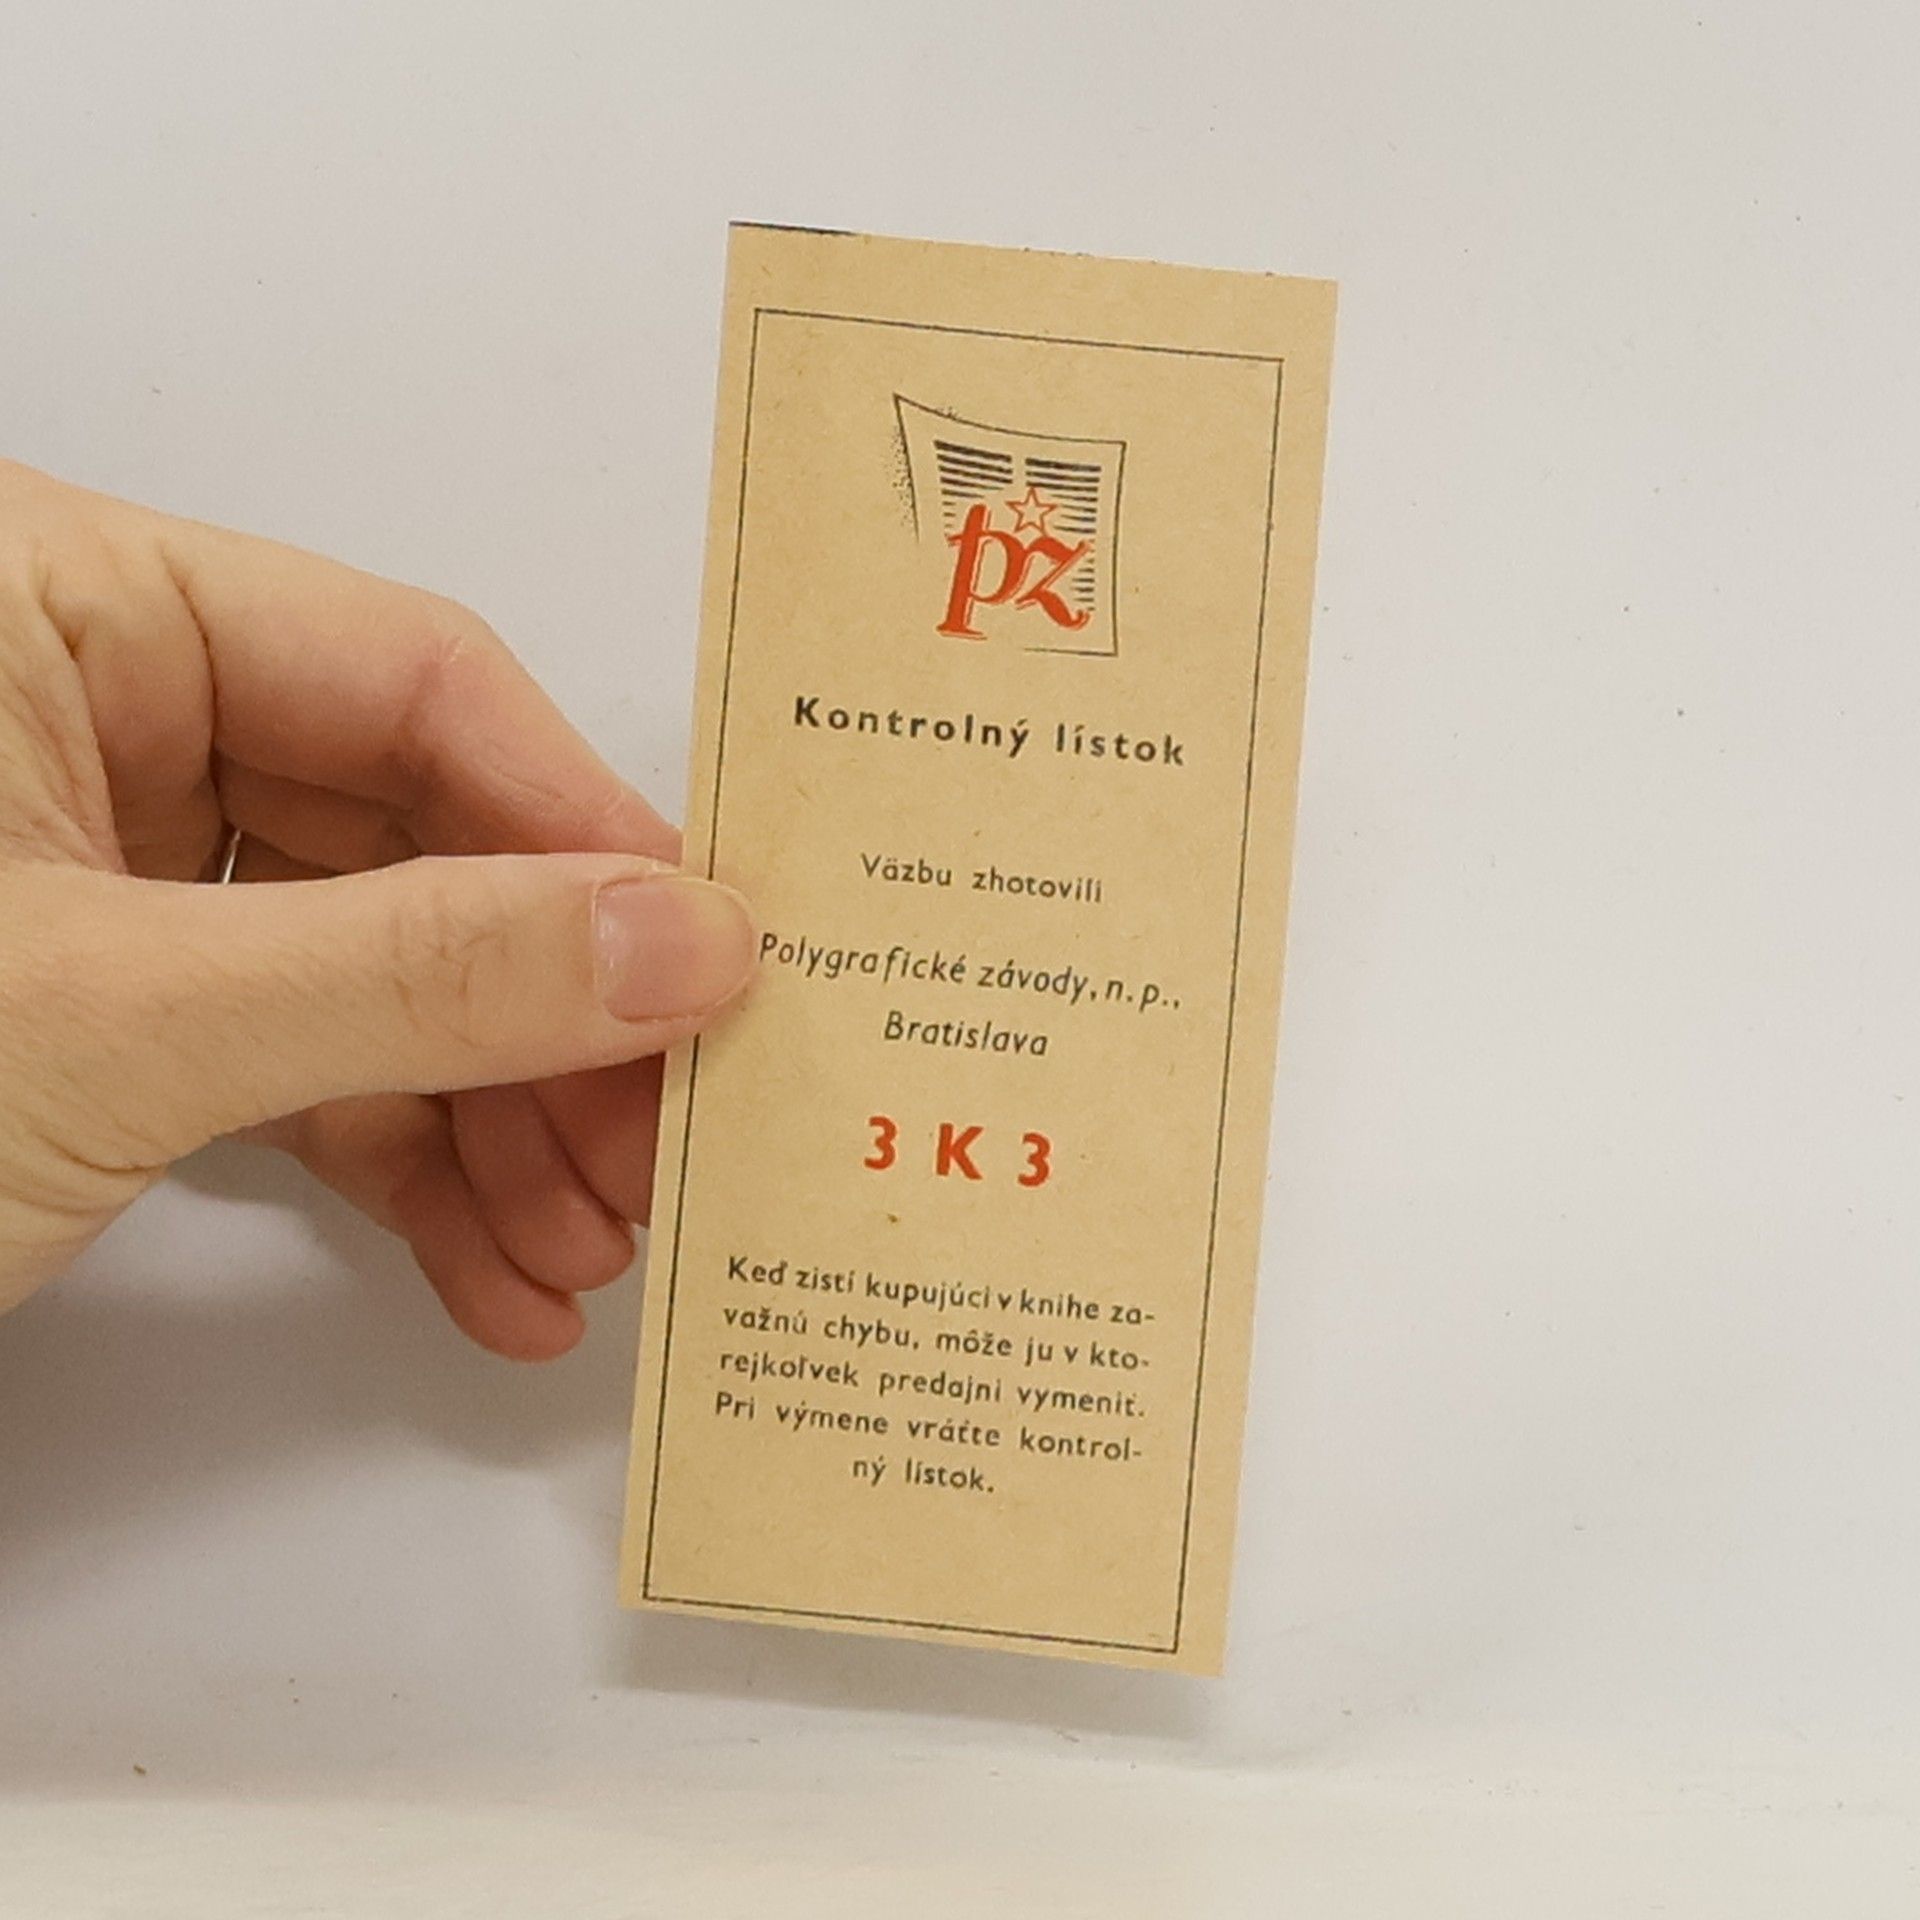 pz
Kontrolný lístok
Väzbu zhotovili
Polygrafické závody, n. p.,
Bratislava
3 K 3
Keď zistí kupujúci v knihe za-
važnú chybu, môže ju v kto-
rejkoľvek predajni vymeniť.
Pri výmene vráťte kontrol-
ný lístok.